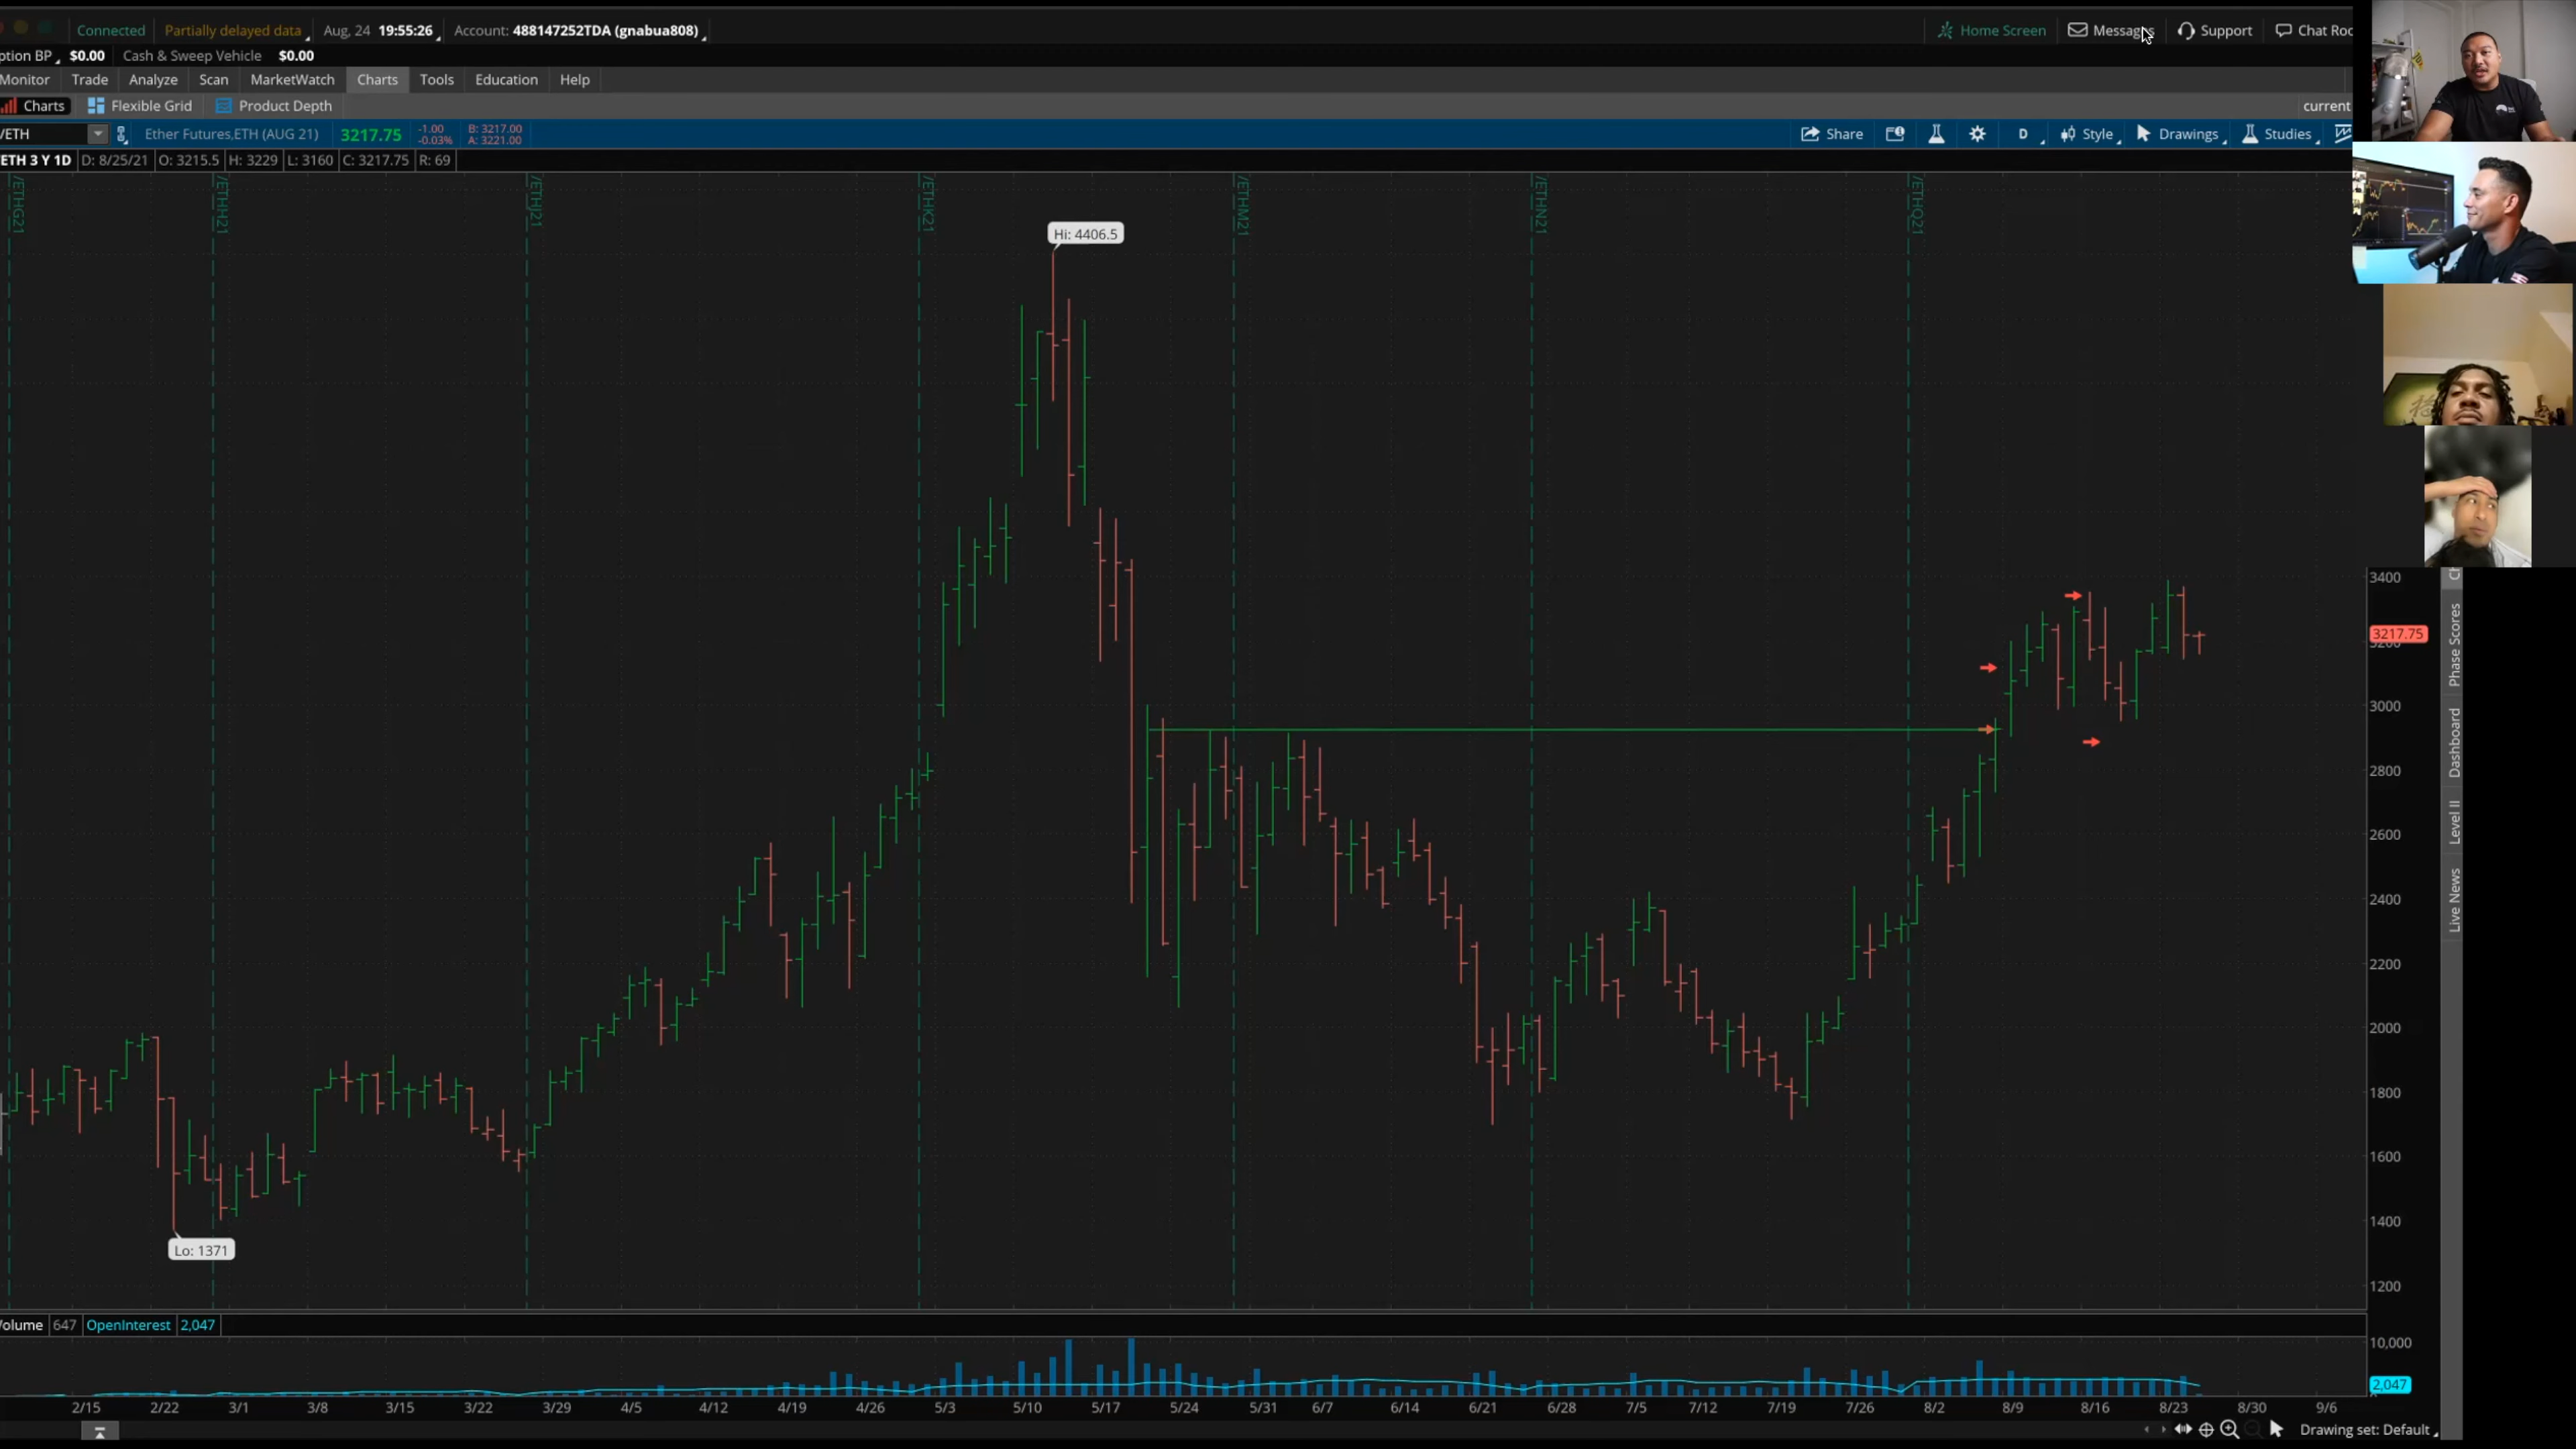 Connected Partially delayed data Aug, 24 19:55:26 Account: 488147252TDA (gnabua808) Home Screen Messages Support Chat Roo
ption BP $0.00 Cash & Sweep Vehicle $0.00
Monitor Trade Analyze Scan MarketWatch Charts Tools Education Help
Charts Flexible Grid Product Depth current
/ETH Ether Futures,ETH (AUG 21) 3217.75 -1.00 B: 3217.00
-0.03% A: 3221.00
Share D Style Drawings Studies
ETH 3 Y 1D D: 8/25/21 O: 3215.5 H: 3229 L: 3160 C: 3217.75 R: 69
/ETHG21 /ETHH21 /ETHJ21 /ETHK21 /ETHM21 /ETHN21 /ETHQ21
Hi: 4406.5
3400
3217.75
3200
3000
2800
2600
2400
2200
2000
1800
1600
1400
1200
Lo: 1371
Phase Scores
Dashboard
Level II
Live News
Volume 647 OpenInterest 2,047
10,000
2,047
2/15 2/22 3/1 3/8 3/15 3/22 3/29 4/5 4/12 4/19 4/26 5/3 5/10 5/17 5/24 5/31 6/7 6/14 6/21 6/28 7/5 7/12 7/19 7/26 8/2 8/9 8/16 8/23 8/30 9/6
Drawing set: Default